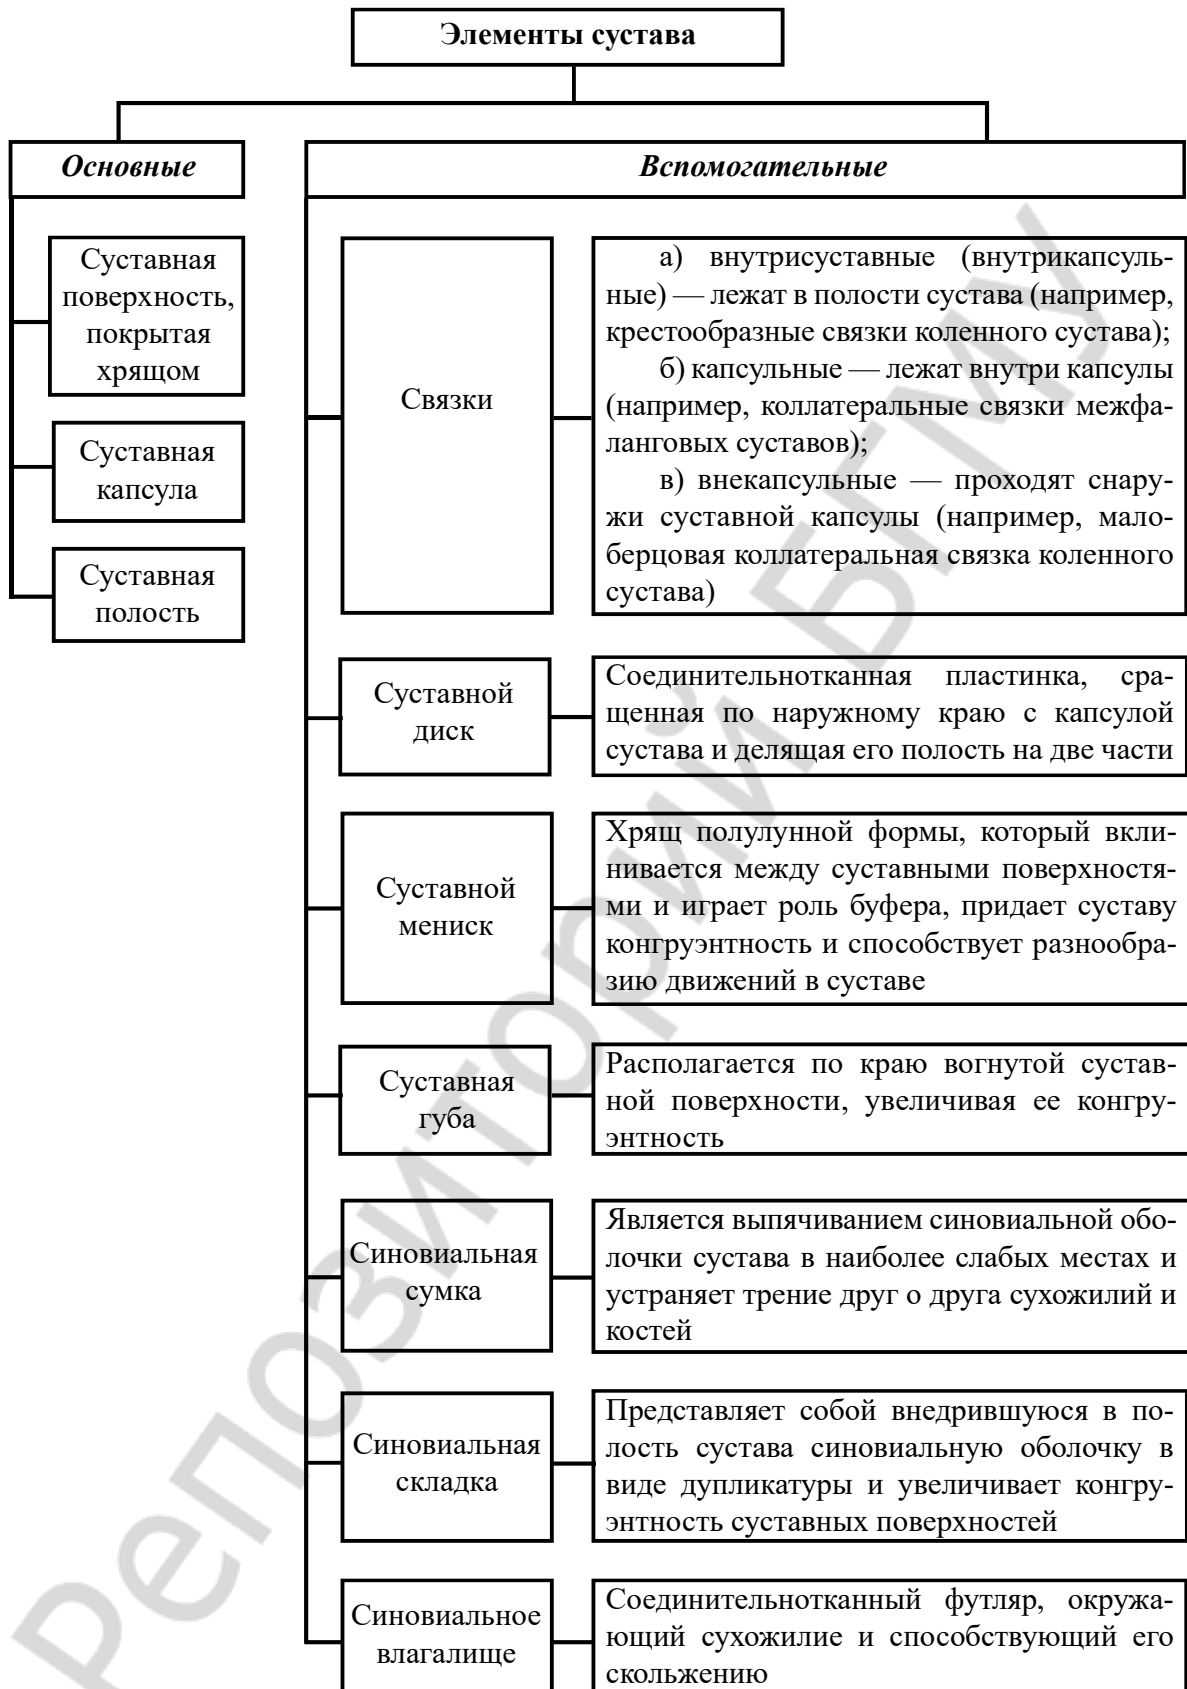 Элементы сустава
Основные
Суставная
поверхность,
покрытая
хрящом
Суставная
капсула
Суставная
полость
Вспомогательные
Связки
а) внутрисуставные (внутрикапсуль-
ные) — лежат в полости сустава (например,
крестообразные связки коленного сустава);
б) капсульные — лежат внутри капсулы
(например, коллатеральные связки межфа-
ланговых суставов);
в) внекапсульные — проходят снару-
жи суставной капсулы (например, мало-
берцовая коллатеральная связка коленного
сустава)
Суставной
диск
Соединительнотканная пластинка, сра-
щенная по наружному краю с капсулой
сустава и делящая его полость на две части
Суставной
мениск
Хрящ полулунной формы, который вкли-
нивается между суставными поверхностя-
ми и играет роль буфера, придает суставу
конгруэнтность и способствует разнообра-
зию движений в суставе
Суставная
губа
Располагается по краю вогнутой сустав-
ной поверхности, увеличивая ее конгру-
энтность
Синовиальная
сумка
Является выпячиванием синовиальной обо-
лочки сустава в наиболее слабых местах и
устраняет трение друг о друга сухожилий и
костей
Синовиальная
складка
Представляет собой внедрившуюся в по-
лость сустава синовиальную оболочку в
виде дупликатуры и увеличивает конгру-
энтность суставных поверхностей
Синовиальное
влагалище
Соединительнотканный футляр, окружа-
ющий сухожилие и способствующий его
скольжению
Репозиторий БГМУ